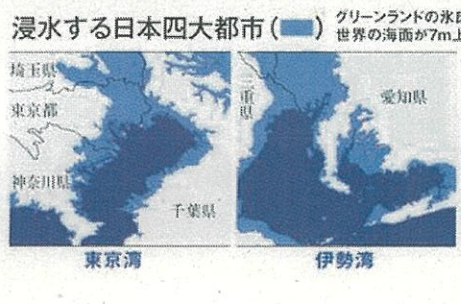 浸水する日本四大都市( )
グリーンランドの氷
世界の海面が7m上
埼玉県
東京都
神奈川県
千葉県
東京湾
重県
愛知県
伊勢湾